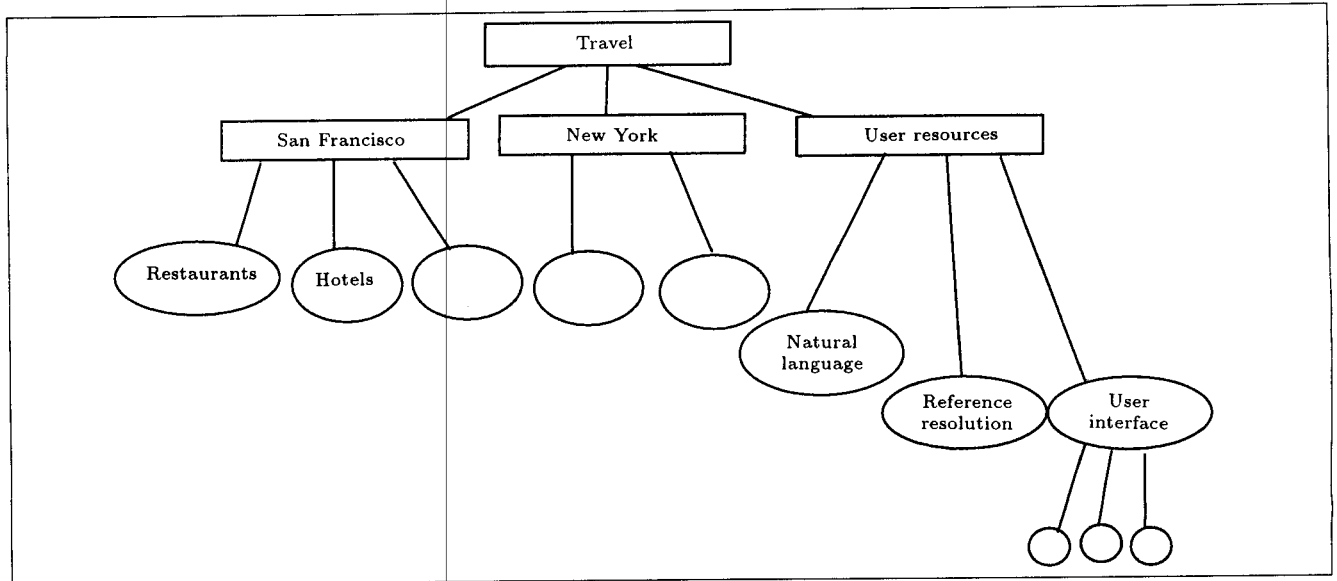 Travel
San Francisco
New York
User resources
Restaurants
Hotels
Natural
language
Reference
resolution
User
interface